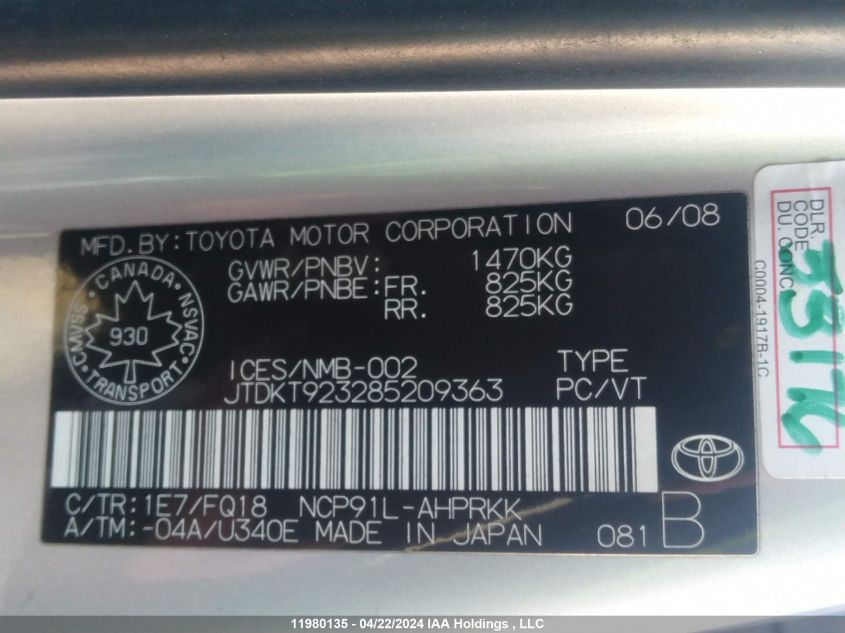 MFD.BY:TOYOTA MOTOR CORPORATION 06/08
GVWR/PNBV: 1470KG
GAWR/PNBE:FR. 825KG
RR. 825KG
CANADA
CMVSS NSVAC
930
TRANSPORT
ICES/NMB-002 TYPE
JTDKT923285209363 PC/VT
C/TR:1E7/FQ18 NCP91L-AHPRKK
A/TM:-04A/U340E MADE IN JAPAN 081 B
DLR.
CODE
DU. CONC
C0004-1917B-1C
11980135 - 04/22/2024 IAA Holdings , LLC